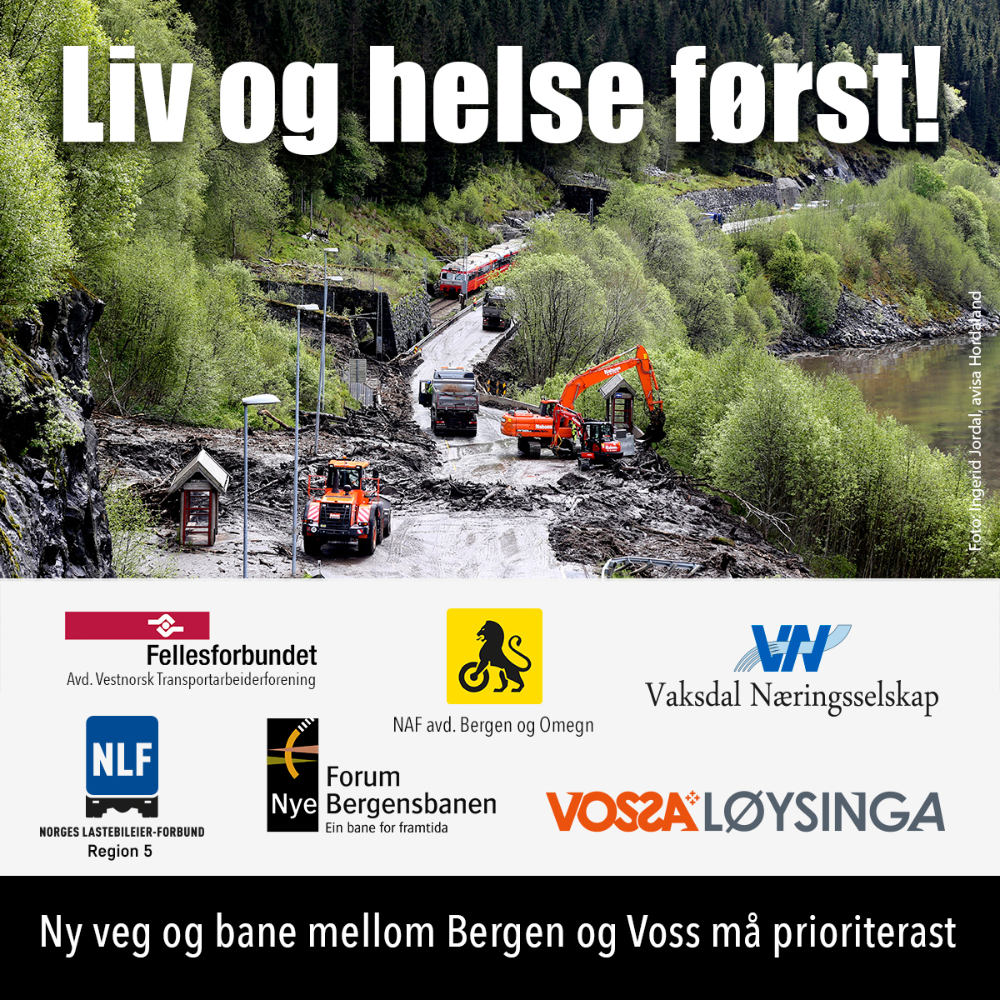 Liv og helse først!
Foto: Ingerid Jordal, avisa Hordaland
Naboen
Fellesforbundet
Avd. Vestnorsk Transportarbeiderforening
NAF avd. Bergen og Omegn
VN
Vaksdal Næringsselskap
NLF
NORGES LASTEBILEIER-FORBUND
Region 5
Nye
Forum
Bergensbanen
Ein bane for framtida
VOSSALØYSINGA
Ny veg og bane mellom Bergen og Voss må prioriterast